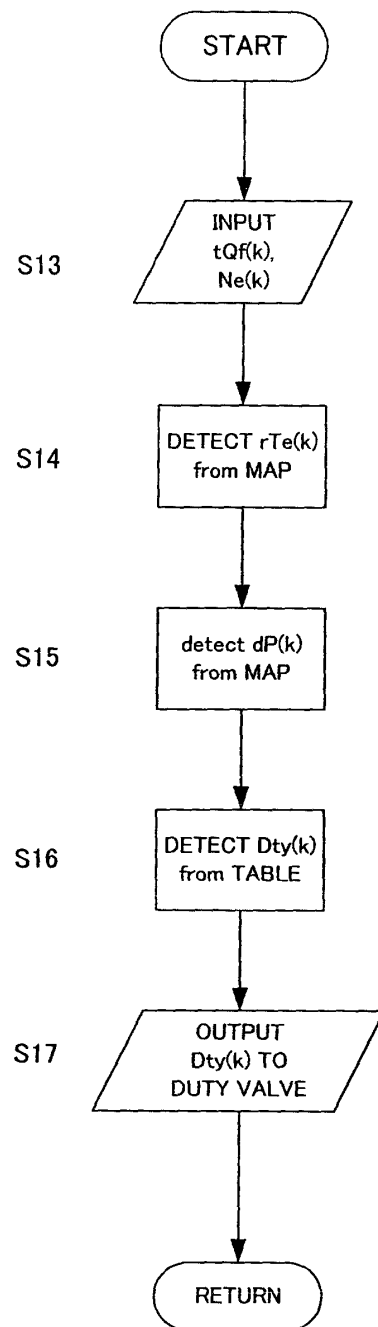 START
S13
INPUT
tQf(k),
Ne(k)
S14
DETECT rTe(k)
from MAP
S15
detect dP(k)
from MAP
S16
DETECT Dty(k)
from TABLE
S17
OUTPUT
Dty(k) TO
DUTY VALVE
RETURN